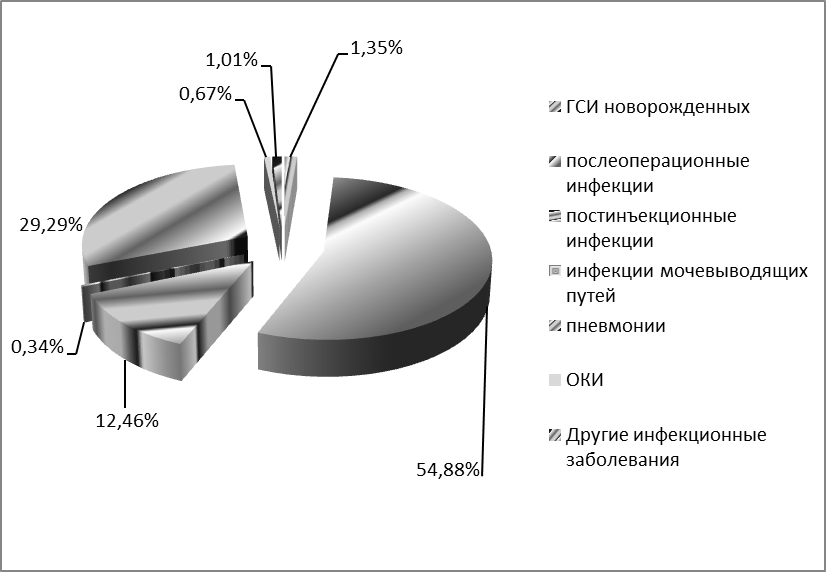 1,35%
1,01%
0,67%
29,29%
0,34%
12,46%
54,88%
ГСИ новорожденных
послеоперационные
инфекции
постинъекционные
инфекции
инфекции мочевыводящих
путей
пневмонии
ОКИ
Другие инфекционные
заболевания